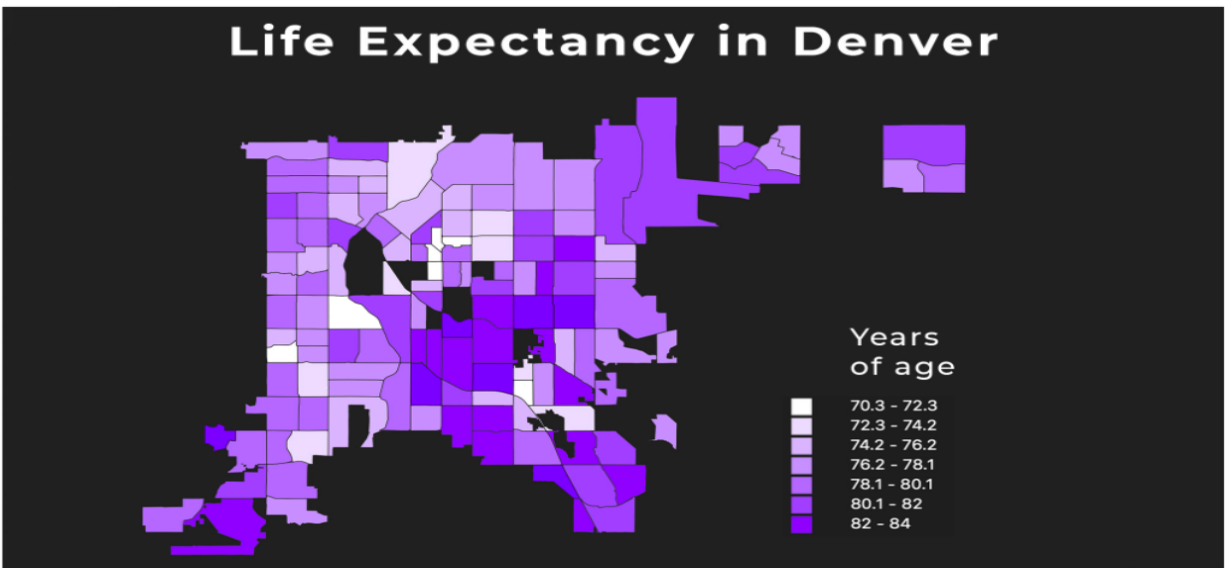 Life Expectancy in Denver
Years
of age
70.3 - 72.3
72.3 - 74.2
74.2 - 76.2
76.2 - 78.1
78.1 - 80.1
80.1 - 82
82 - 84